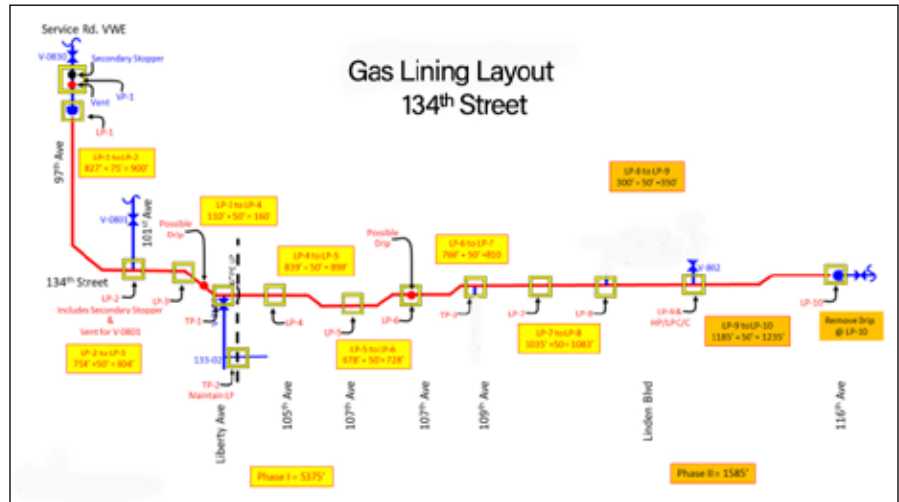 Service Rd. VWE
V-0830
Secondary Stopper
VP-1
Vent
LP-1
Gas Lining Layout
134th Street
97th Ave
LP-1 to LP-2
827' + 75' = 900'
V-0801
101st Ave
LP-3 to LP-4
110' + 50' = 160'
Possible
Drip
LP-4 to LP-5
839' + 50' = 899'
Possible
Drip
LP-6 to LP-7
760' + 50' =810
LP-8 to LP-9
300' + 50' =350'
V-802
134th Street
LP-2
Includes Secondary Stopper
&
Vent for V-0801
LP-3
TP-1
LP-4
LP-5
LP-6
LP-7
LP-8
HP/LPC/C
LP-10
LP-2 to LP-3
754' +50' = 804'
133-02
TP-2
Maintain LP
LP-5 to LP-6
678' + 50'= 728'
LP-7 to LP-8
1035' +50= 1083'
LP-9 to LP-10
1185' + 50' = 1235'
Remove Drip
@ LP-10
Liberty Ave
105th Ave
107th Ave
107th Ave
109th Ave
Linden Blvd
116th Ave
Phase I = 5375'
Phase II = 1585'